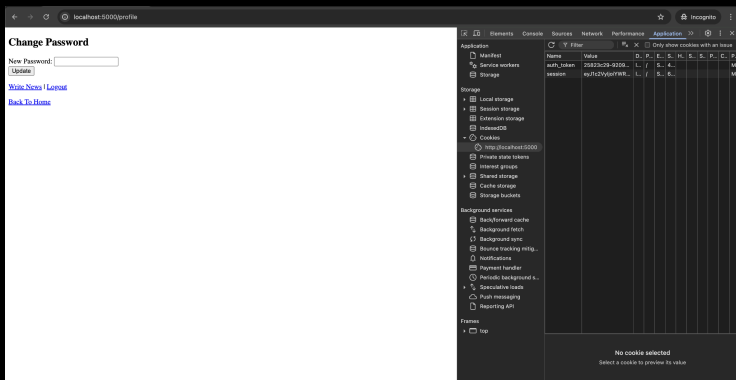 localhost:5000/profile
Incognito
Change Password
New Password:
Update
Write News | Logout
Back To Home
Elements Console Sources Network Performance Application
Application
Manifest
Service workers
Storage
Storage
Local storage
Session storage
Extension storage
IndexedDB
Cookies
http://localhost:5000
Private state tokens
Interest groups
Shared storage
Cache storage
Storage buckets
Background services
Back/forward cache
Background fetch
Background sync
Bounce tracking mitig...
Notifications
Payment handler
Periodic background s...
Speculative loads
Push messaging
Reporting API
Frames
top
Filter
Only show cookies with an issue
Name Value D.. P... E... S.. H.. S.. S.. P... C.. P.
auth_token 25823c29-9209... l... / S... 4... M
session l... / S... 6... M
No cookie selected
Select a cookie to preview its value